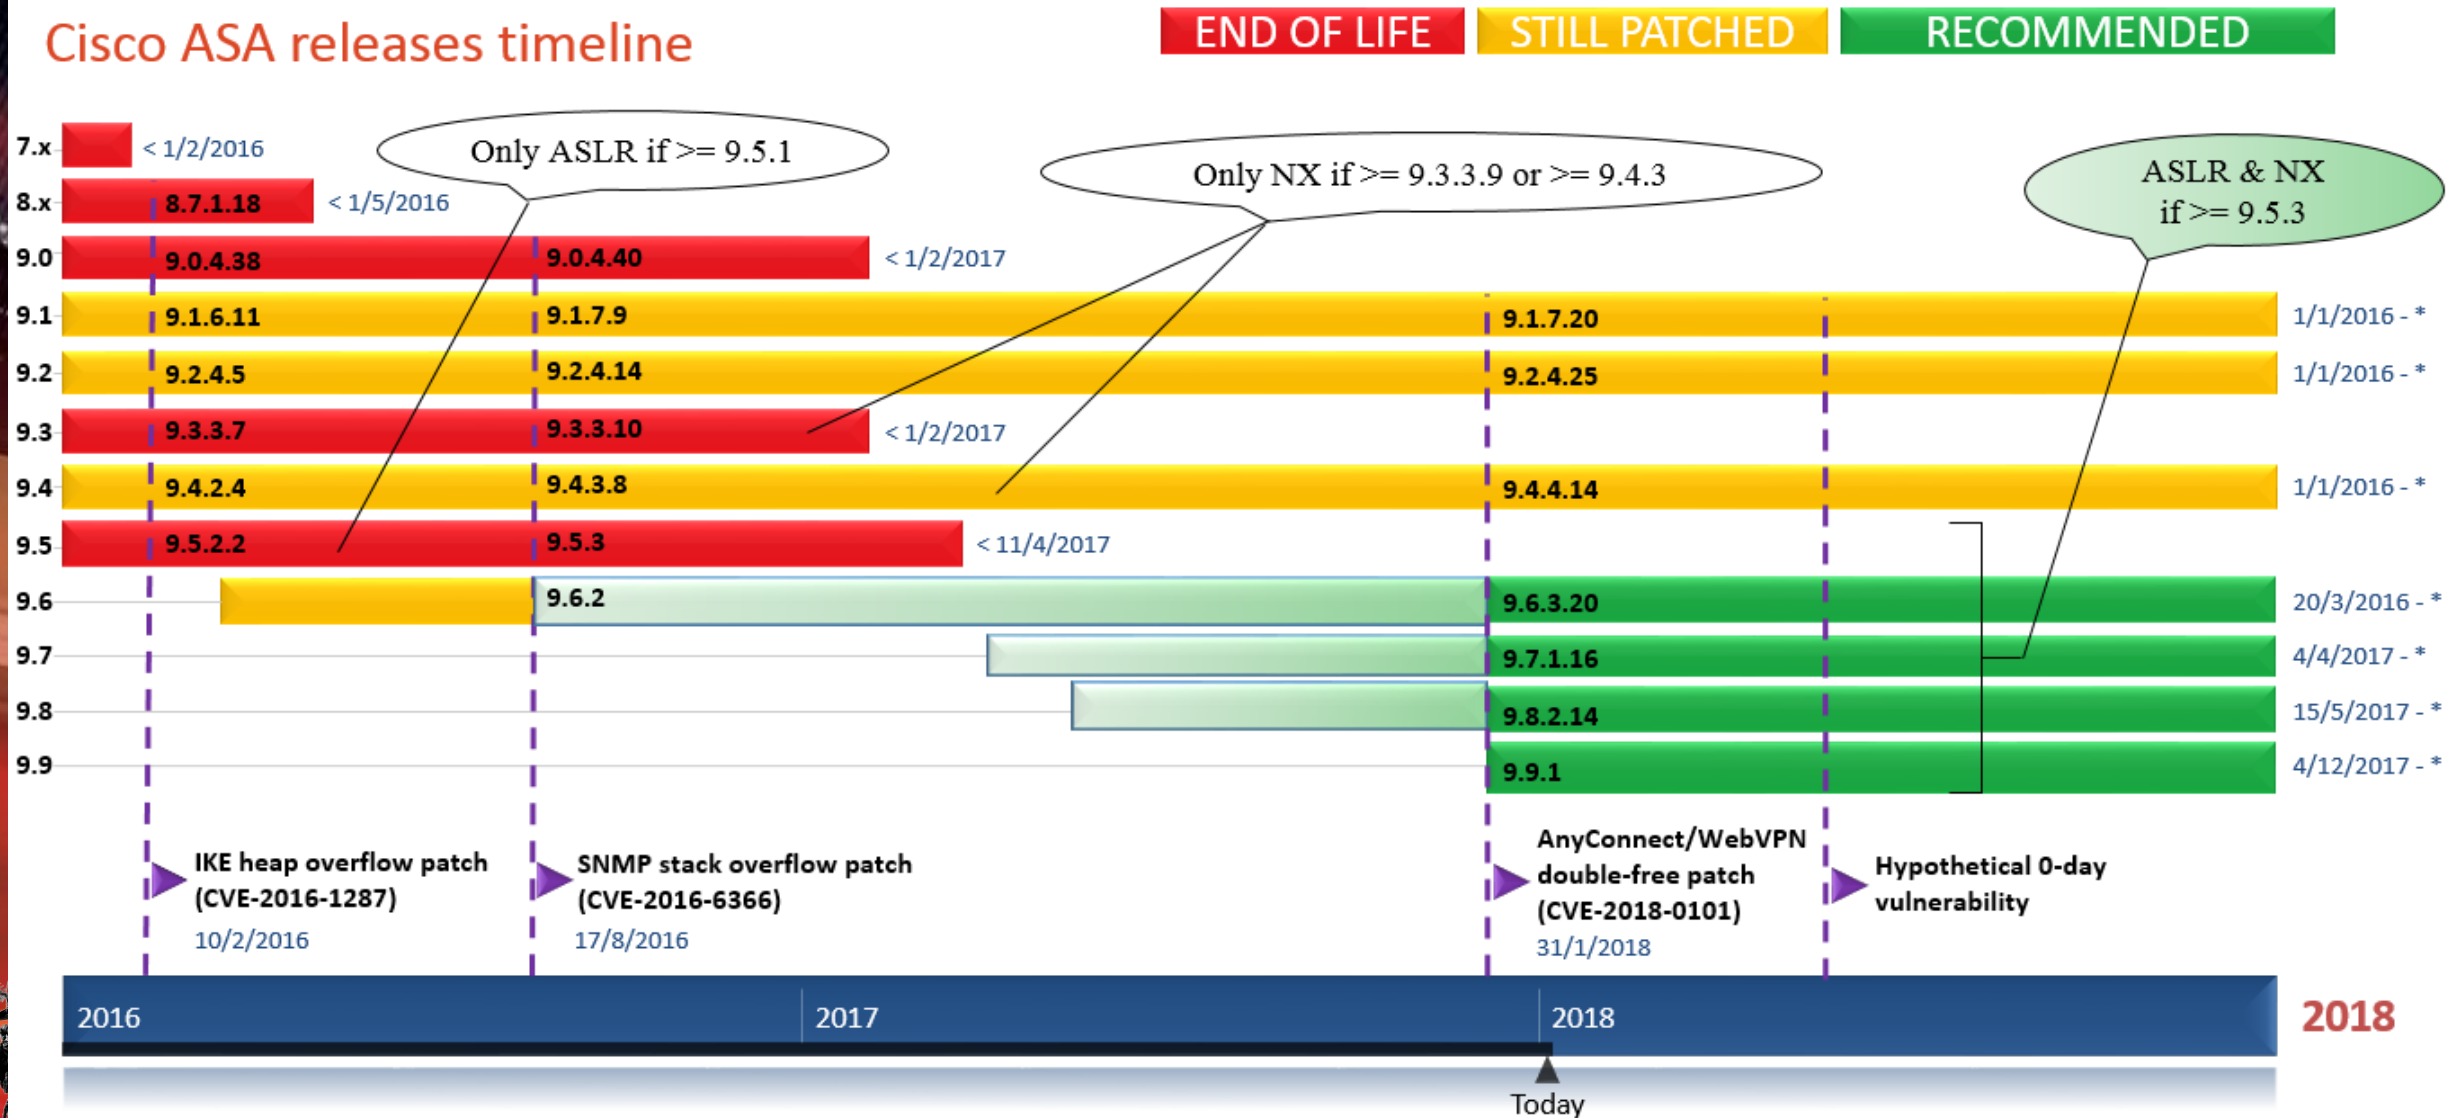 Cisco ASA releases timeline
END OF LIFE
STILL PATCHED
RECOMMENDED
Only ASLR if >= 9.5.1
Only NX if >= 9.3.3.9 or >= 9.4.3
ASLR & NX
if >= 9.5.3
7.x
< 1/2/2016
8.x
8.7.1.18
< 1/5/2016
9.0
9.0.4.38
9.0.4.40
< 1/2/2017
9.1
9.1.6.11
9.1.7.9
9.1.7.20
1/1/2016 - *
9.2
9.2.4.5
9.2.4.14
9.2.4.25
1/1/2016 - *
9.3
9.3.3.7
9.3.3.10
< 1/2/2017
9.4
9.4.2.4
9.4.3.8
9.4.4.14
1/1/2016 - *
9.5
9.5.2.2
9.5.3
< 11/4/2017
9.6
9.6.2
9.6.3.20
20/3/2016 - *
9.7
9.7.1.16
4/4/2017 - *
9.8
9.8.2.14
15/5/2017 - *
9.9
9.9.1
4/12/2017 - *
IKE heap overflow patch
(CVE-2016-1287)
10/2/2016
SNMP stack overflow patch
(CVE-2016-6366)
17/8/2016
AnyConnect/WebVPN
double-free patch
(CVE-2018-0101)
31/1/2018
Hypothetical 0-day
vulnerability
2016
2017
2018
2018
Today